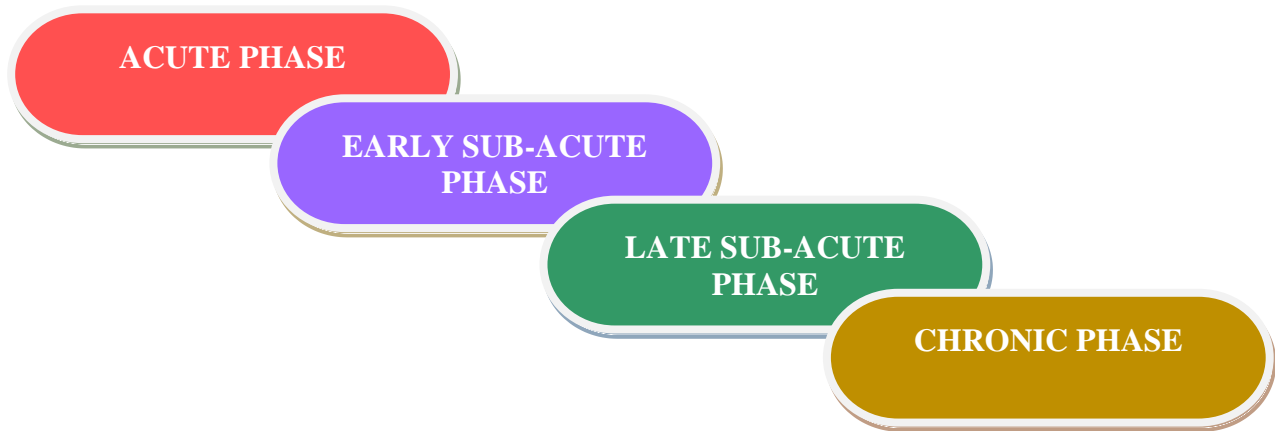 ACUTE PHASE
EARLY SUB-ACUTE
PHASE
LATE SUB-ACUTE
PHASE
CHRONIC PHASE